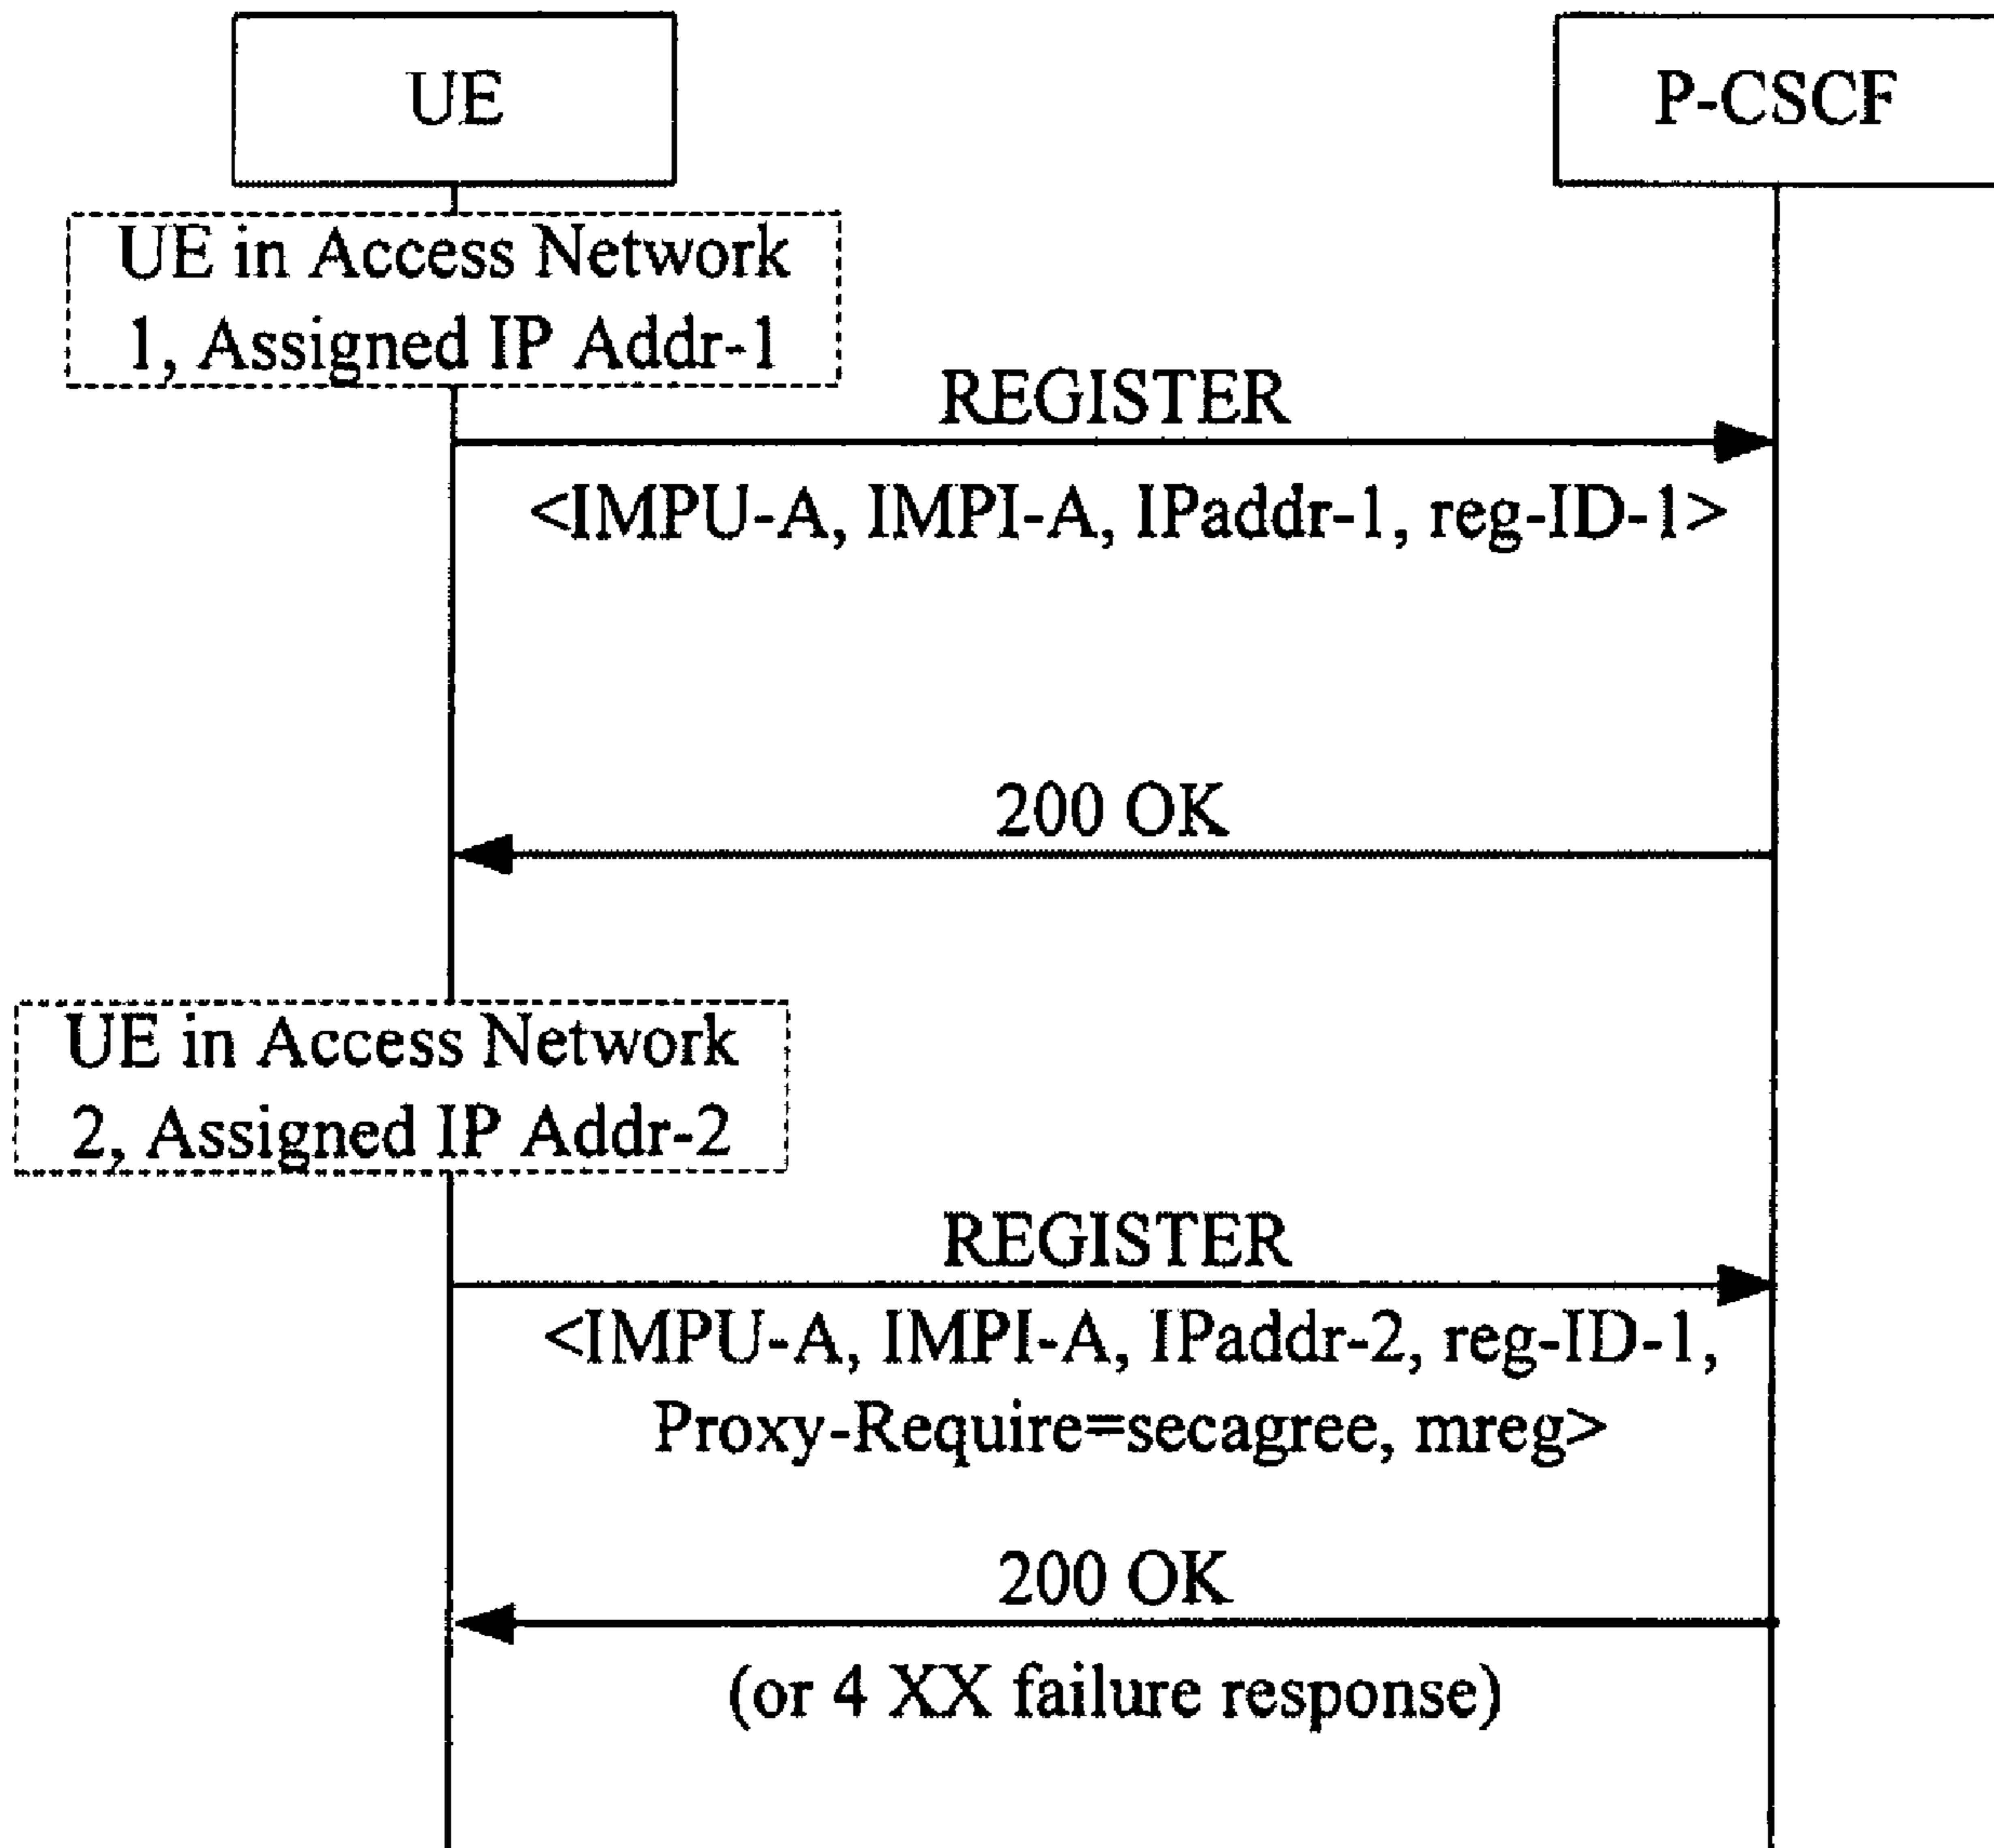 UE
P-CSCF
UE in Access Network
1, Assigned IP Addr-1
REGISTER
<IMPU-A, IMPI-A, IPaddr-1, reg-ID-1>
200 OK
UE in Access Network
2, Assigned IP Addr-2
REGISTER
<IMPU-A, IMPI-A, IPaddr-2, reg-ID-1,
Proxy-Require=secagree, mreg>
200 OK
(or 4 XX failure response)